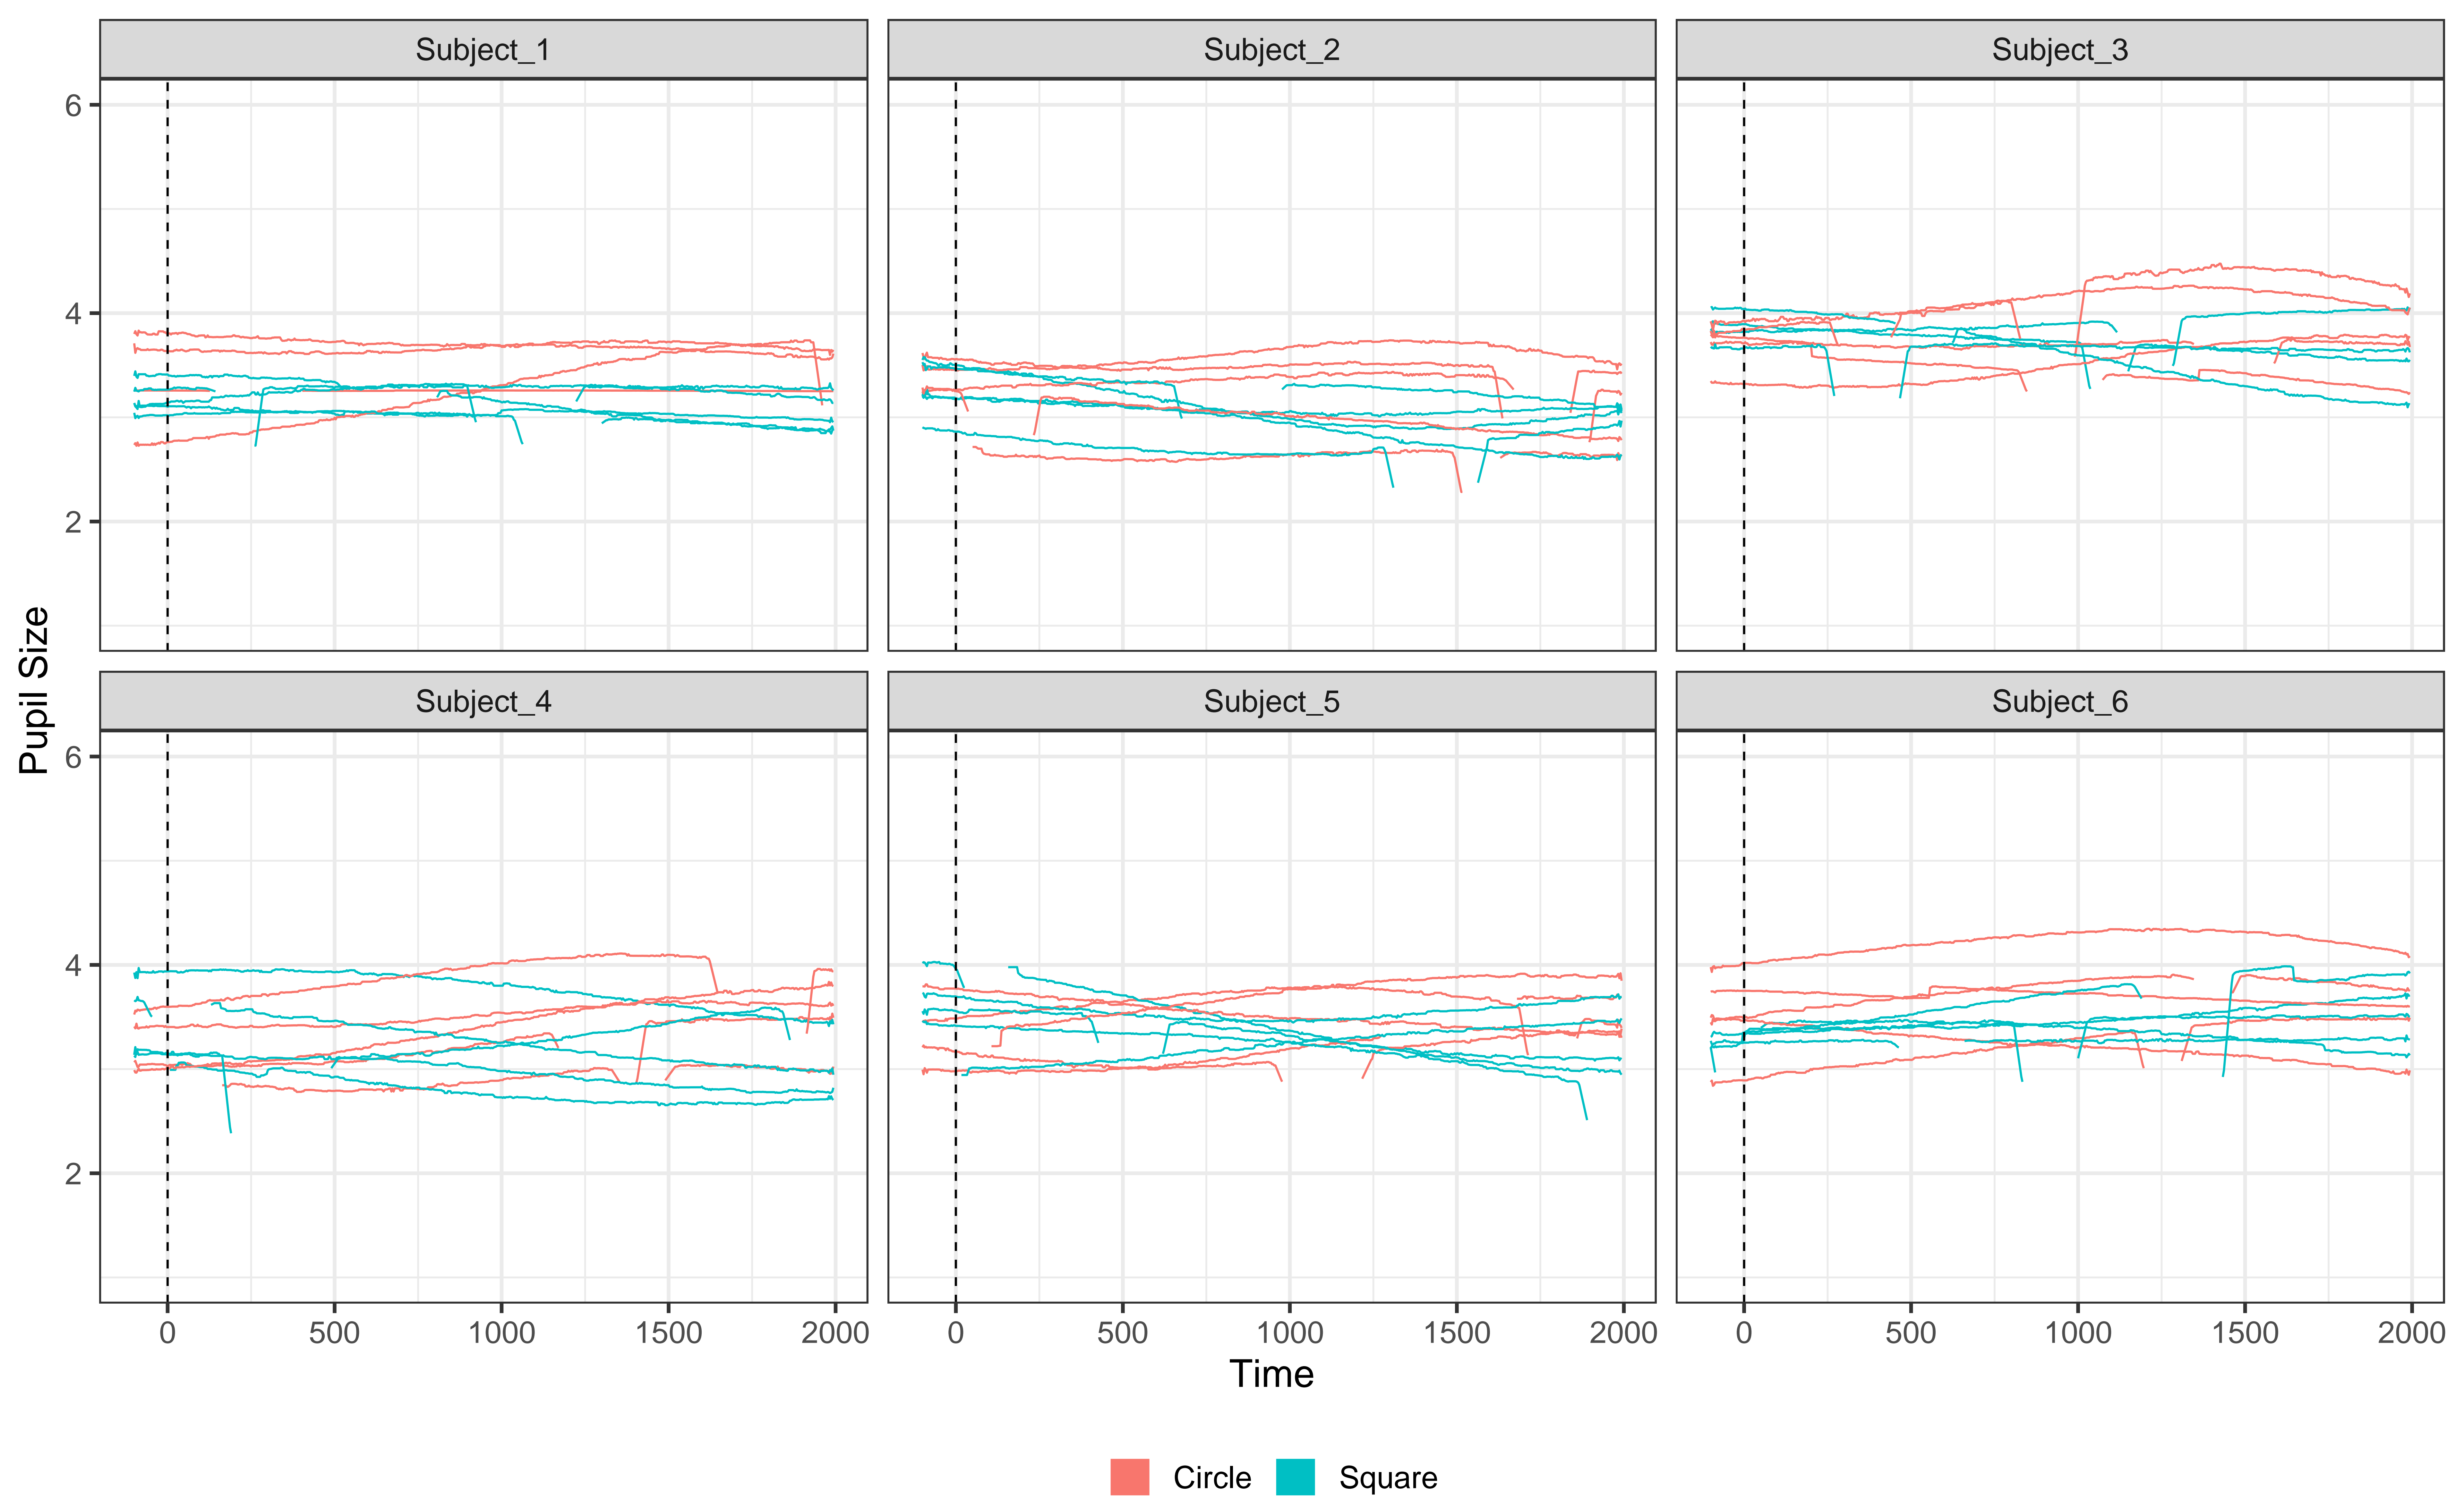 Subject_1 Subject_2 Subject_3
6
4
2
Subject_4 Subject_5 Subject_6
6
4
2
Pupil Size
0 500 1000 1500 2000 0 500 1000 1500 2000 0 500 1000 1500 2000
Time
Circle Square